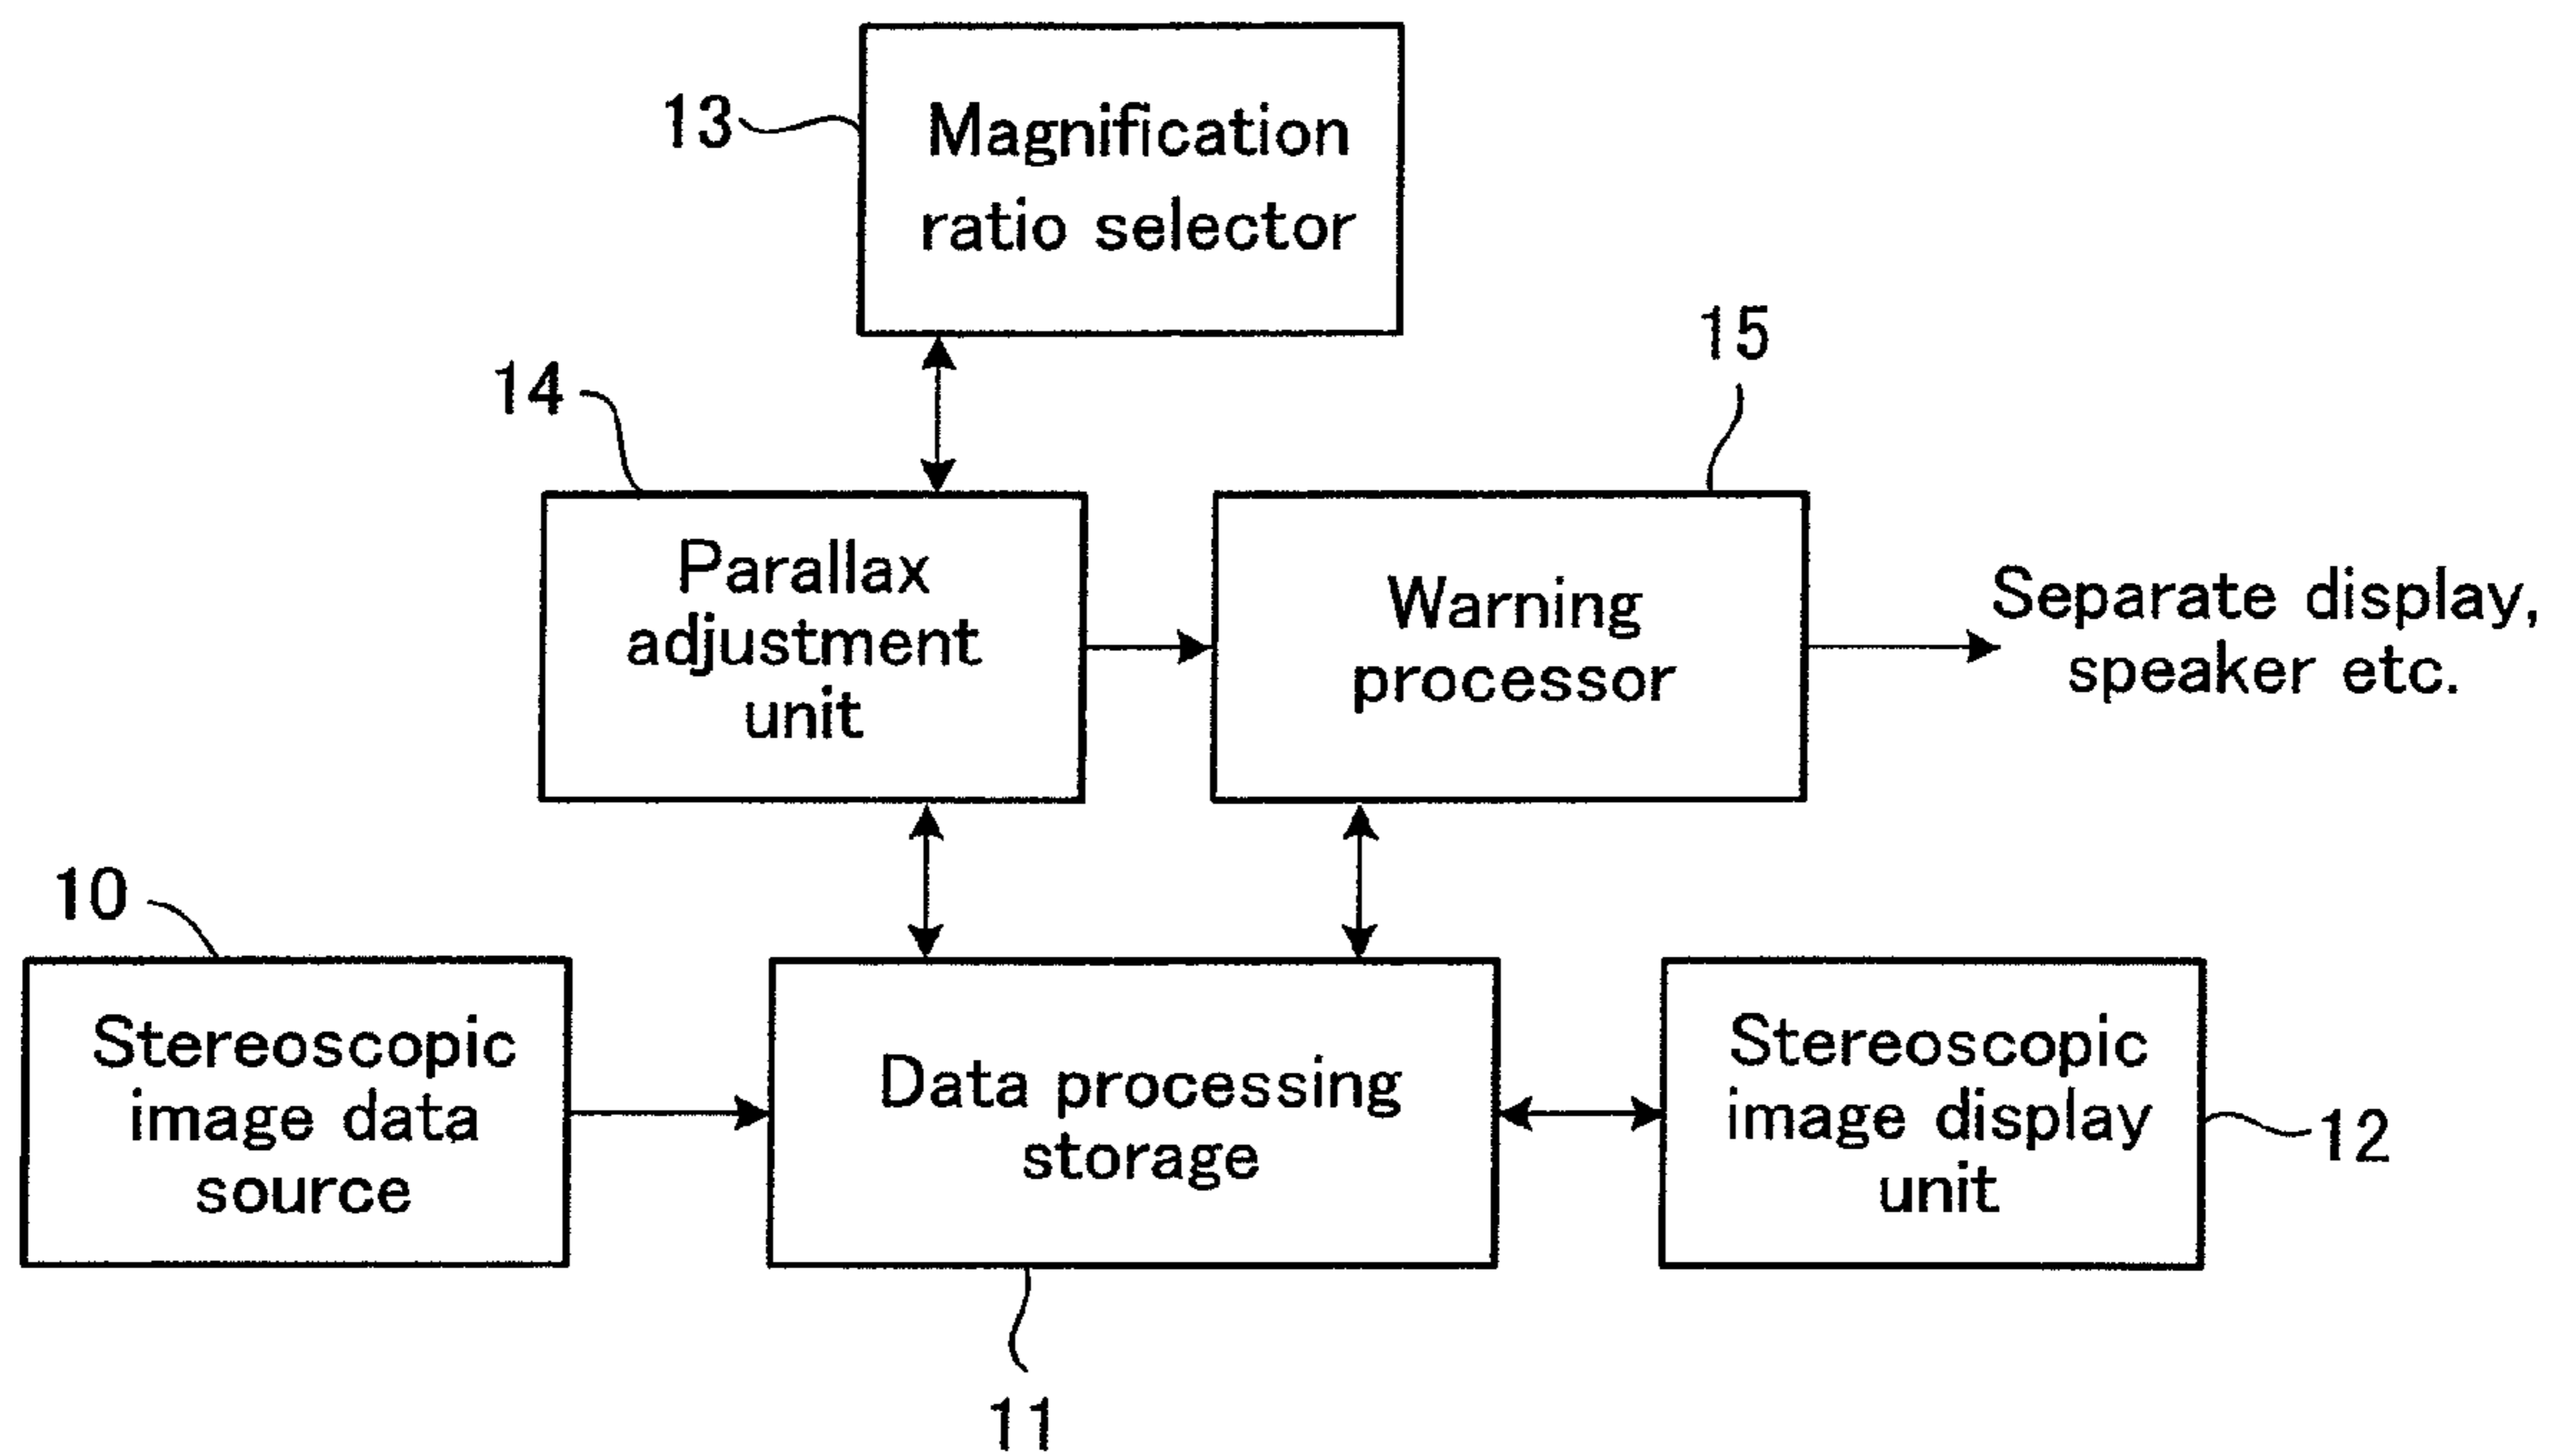 13
Magnification
ratio selector
14
15
Parallax
adjustment
unit
Warning
processor
Separate display,
speaker etc.
10
Stereoscopic
image data
source
Data processing
storage
Stereoscopic
image display
unit
12
11